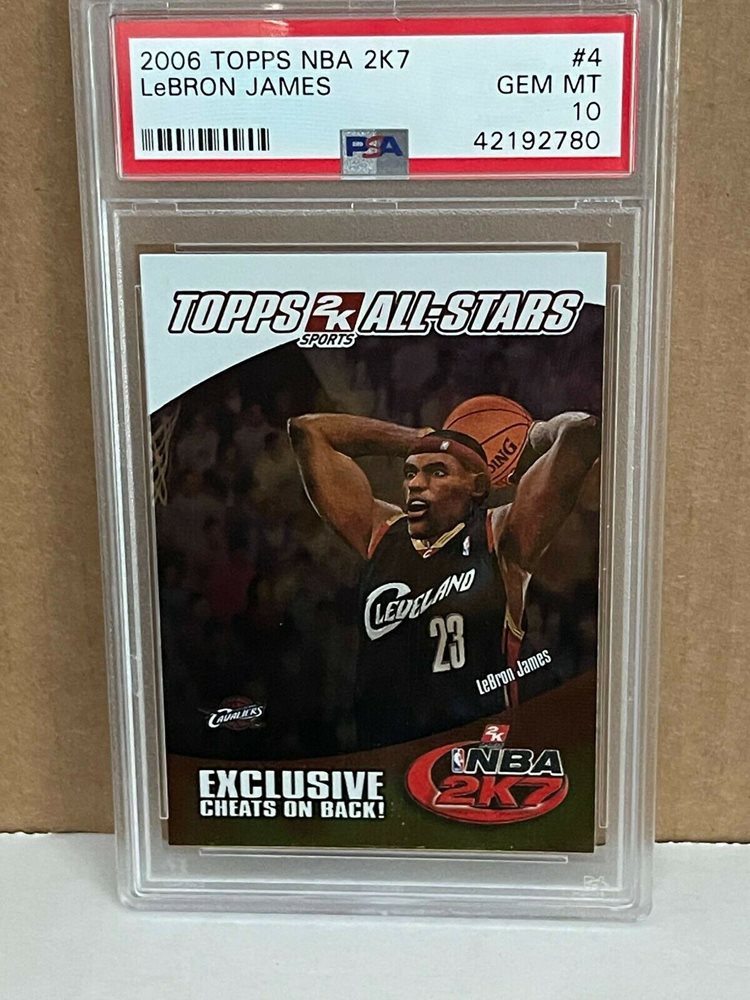 2006 TOPPS NBA 2K7 #4
LeBRON JAMES GEM MT
10
PSA 42192780
TOPPS 2K ALL-STARS
SPORTS
DING
CLEVELAND
23
LeBron James
CAVALIERS
2K
EXCLUSIVE NBA
CHEATS ON BACK! 2K7